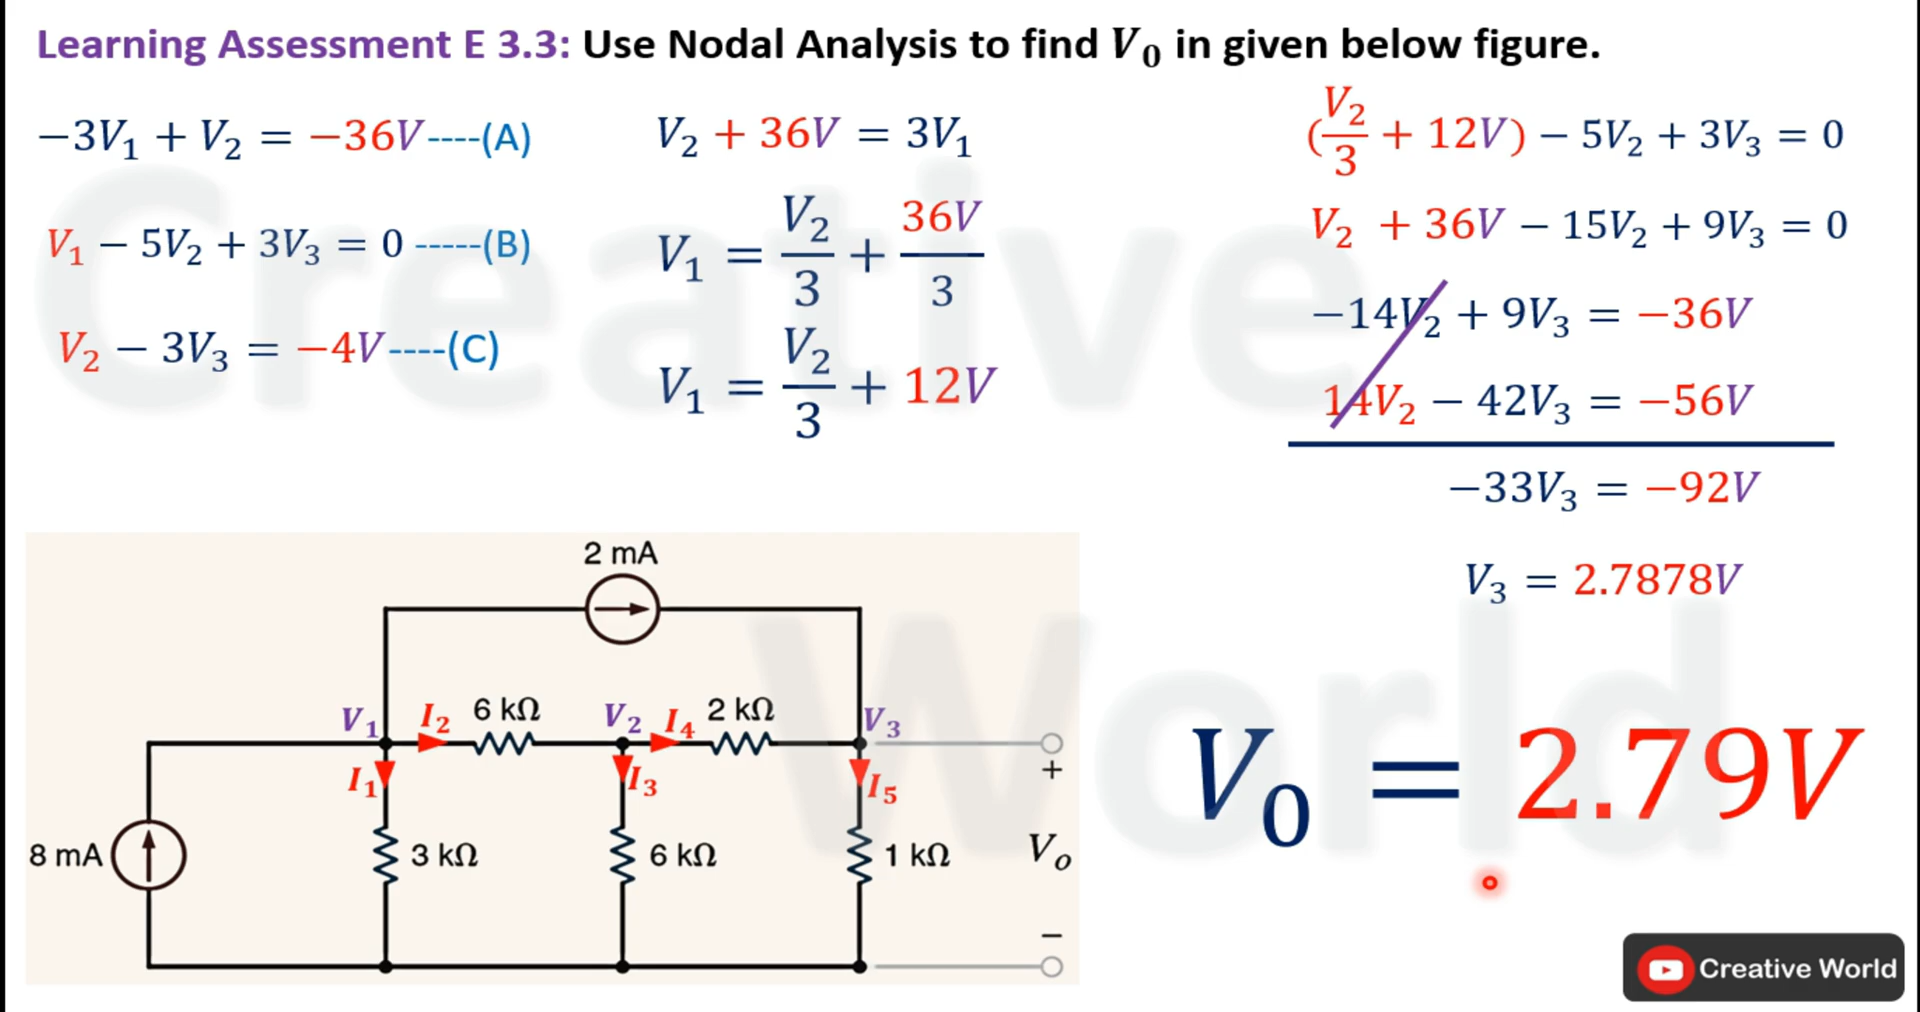 Learning Assessment E 3.3: Use Nodal Analysis to find V₀ in given below figure.
−3V₁ + V₂ = −36V----(A)
V₁ − 5V₂ + 3V₃ = 0 -----(B)
V₂ − 3V₃ = −4V----(C)
V₂ + 36V = 3V₁
V₁ = V₂/3 + 36V/3
V₁ = V₂/3 + 12V
(V₂/3 + 12V) − 5V₂ + 3V₃ = 0
V₂ + 36V − 15V₂ + 9V₃ = 0
−14V₂ + 9V₃ = −36V
14V₂ − 42V₃ = −56V
−33V₃ = −92V
V₃ = 2.7878V
V₀ = 2.79V
2 mA
V₁ I₂ 6 kΩ V₂ I₄ 2 kΩ V₃
I₁ I₃ I₅ +
8 mA 3 kΩ 6 kΩ 1 kΩ Vₒ
−
Creative World
Creative World